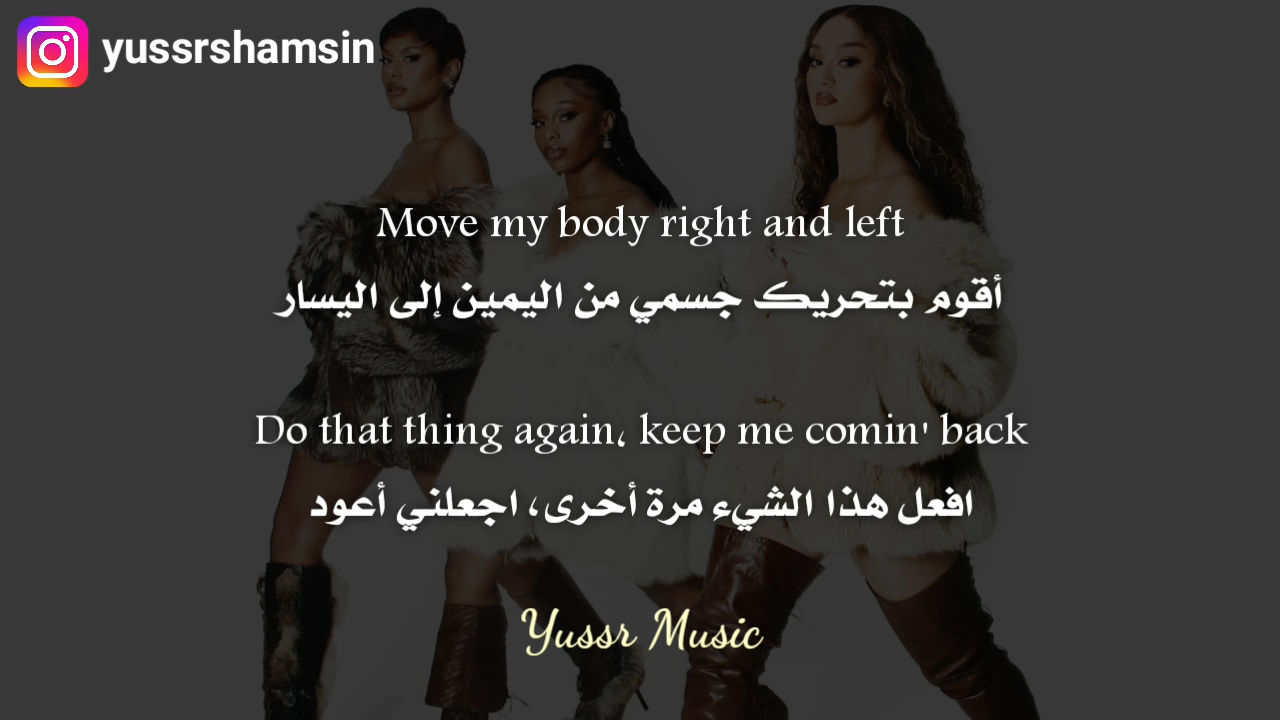 yussrshamsin
Move my body right and left
أقوم بتحريك جسمي من اليمين إلى اليسار
Do that thing again، keep me comin' back
افعل هذا الشيء مرة أخرى، اجعلني أعود
Yussr Music